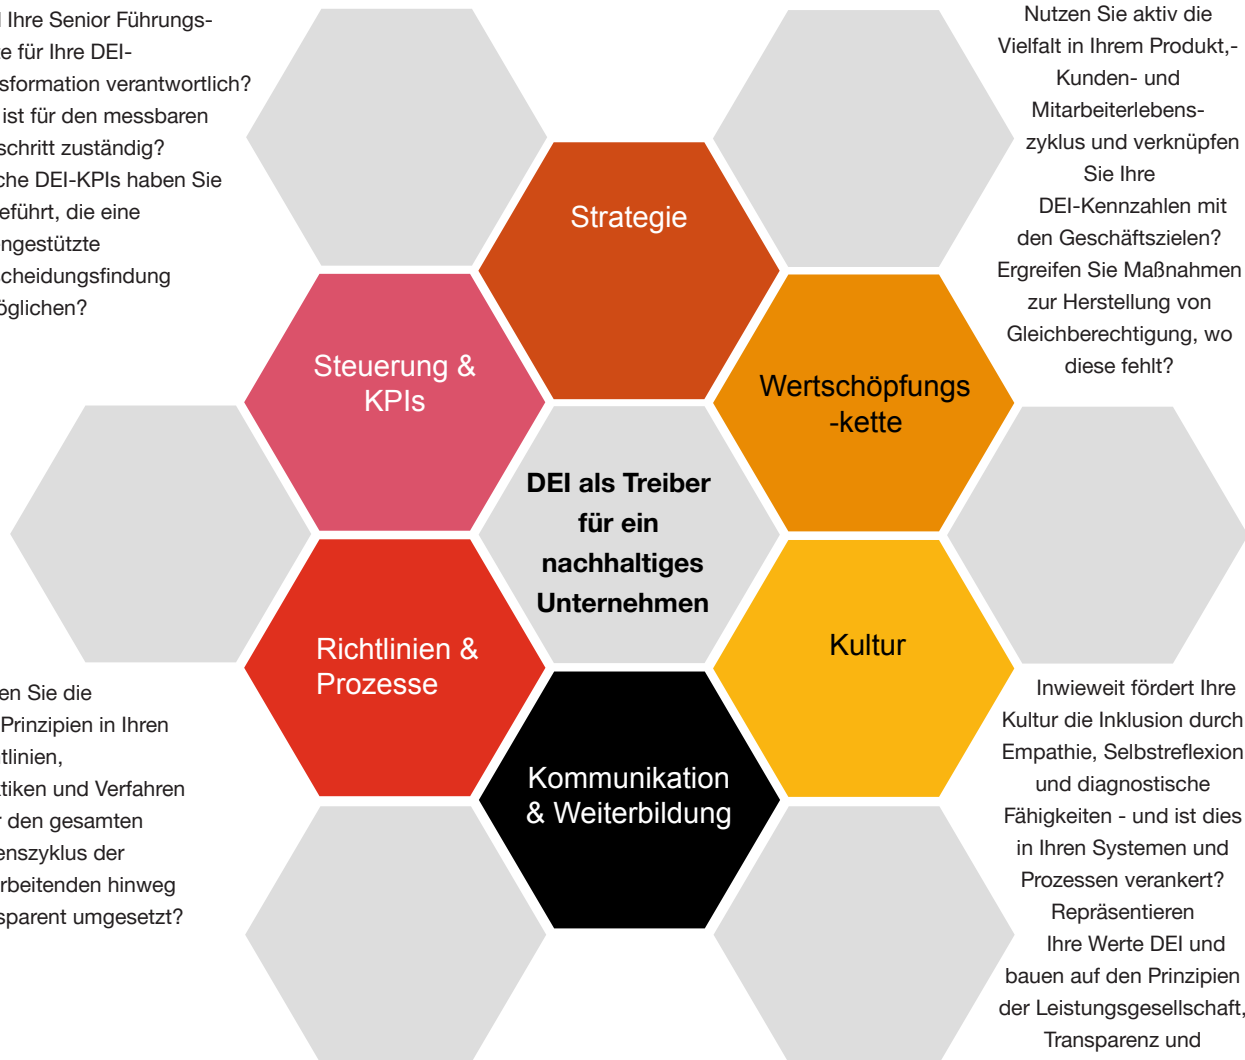 Ihre Senior Führungs-
te für Ihre DEI-
sformation verantwortlich?
ist für den messbaren
schritt zuständig?
che DEI-KPIs haben Sie
eführt, die eine
ngestützte
scheidungsfindung
öglichen?
Nutzen Sie aktiv die
Vielfalt in Ihrem Produkt,-
Kunden- und
Mitarbeiterlebens-
zyklus und verknüpfen
Sie Ihre
DEI-Kennzahlen mit
den Geschäftszielen?
Ergreifen Sie Maßnahmen
zur Herstellung von
Gleichberechtigung, wo
diese fehlt?
Strategie
Steuerung &
KPIs
Wertschöpfungs
-kette
DEI als Treiber
für ein
nachhaltiges
Unternehmen
Richtlinien &
Prozesse
Kultur
Kommunikation
& Weiterbildung
en Sie die
Prinzipien in Ihren
tlinien,
ktiken und Verfahren
r den gesamten
enszyklus der
arbeitenden hinweg
sparent umgesetzt?
Inwieweit fördert Ihre
Kultur die Inklusion durch
Empathie, Selbstreflexion
und diagnostische
Fähigkeiten - und ist dies
in Ihren Systemen und
Prozessen verankert?
Repräsentieren
Ihre Werte DEI und
bauen auf den Prinzipien
der Leistungsgesellschaft,
Transparenz und